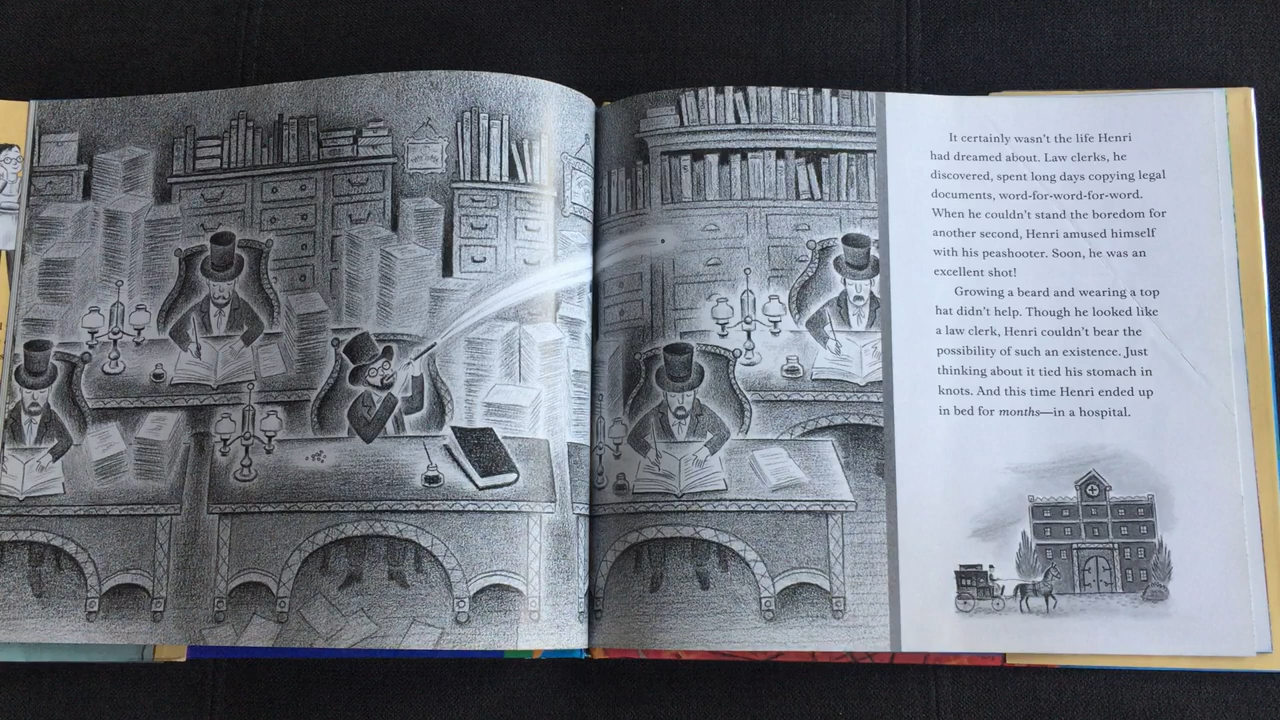 It certainly wasn't the life Henri
had dreamed about. Law clerks, he
discovered, spent long days copying legal
documents, word-for-word-for-word.
When he couldn't stand the boredom for
another second, Henri amused himself
with his peashooter. Soon, he was an
excellent shot!
Growing a beard and wearing a top
hat didn't help. Though he looked like
a law clerk, Henri couldn't bear the
possibility of such an existence. Just
thinking about it tied his stomach in
knots. And this time Henri ended up
in bed for months—in a hospital.